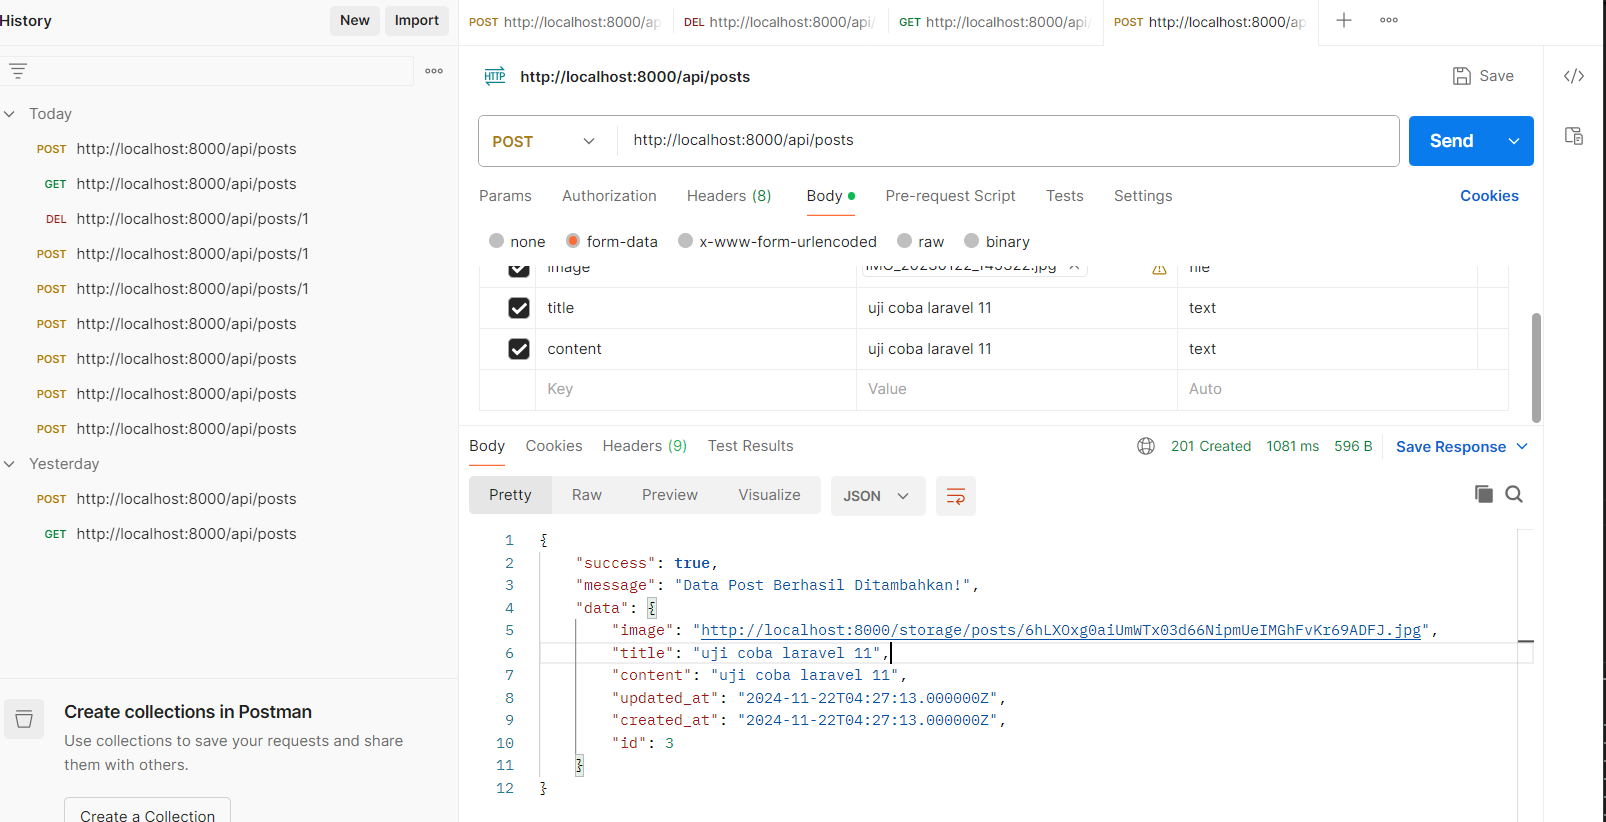 History
New
Import
POST http://localhost:8000/ap
DEL http://localhost:8000/api/
GET http://localhost:8000/api/
POST http://localhost:8000/ap
http://localhost:8000/api/posts
Save
Today
POST http://localhost:8000/api/posts
GET http://localhost:8000/api/posts
DEL http://localhost:8000/api/posts/1
POST http://localhost:8000/api/posts/1
POST http://localhost:8000/api/posts/1
POST http://localhost:8000/api/posts
POST http://localhost:8000/api/posts
POST http://localhost:8000/api/posts
POST http://localhost:8000/api/posts
Yesterday
POST http://localhost:8000/api/posts
GET http://localhost:8000/api/posts
Create collections in Postman
Use collections to save your requests and share
them with others.
Create a Collection
HTTP
POST
http://localhost:8000/api/posts
Send
Params Authorization Headers (8) Body Pre-request Script Tests Settings
Cookies
none form-data x-www-form-urlencoded raw binary
image IMG_20230122_145522.jpg file
title uji coba laravel 11 text
content uji coba laravel 11 text
Key Value Auto
Body Cookies Headers (9) Test Results
201 Created 1081 ms 596 B Save Response
Pretty Raw Preview Visualize JSON
1 {
2 "success": true,
3 "message": "Data Post Berhasil Ditambahkan!",
4 "data": {
5 "image": "http://localhost:8000/storage/posts/6hLXOxg0aiUmWTx03d66NipmUeIMGhFvKr69ADFJ.jpg",
6 "title": "uji coba laravel 11",
7 "content": "uji coba laravel 11",
8 "updated_at": "2024-11-22T04:27:13.000000Z",
9 "created_at": "2024-11-22T04:27:13.000000Z",
10 "id": 3
11 }
12 }